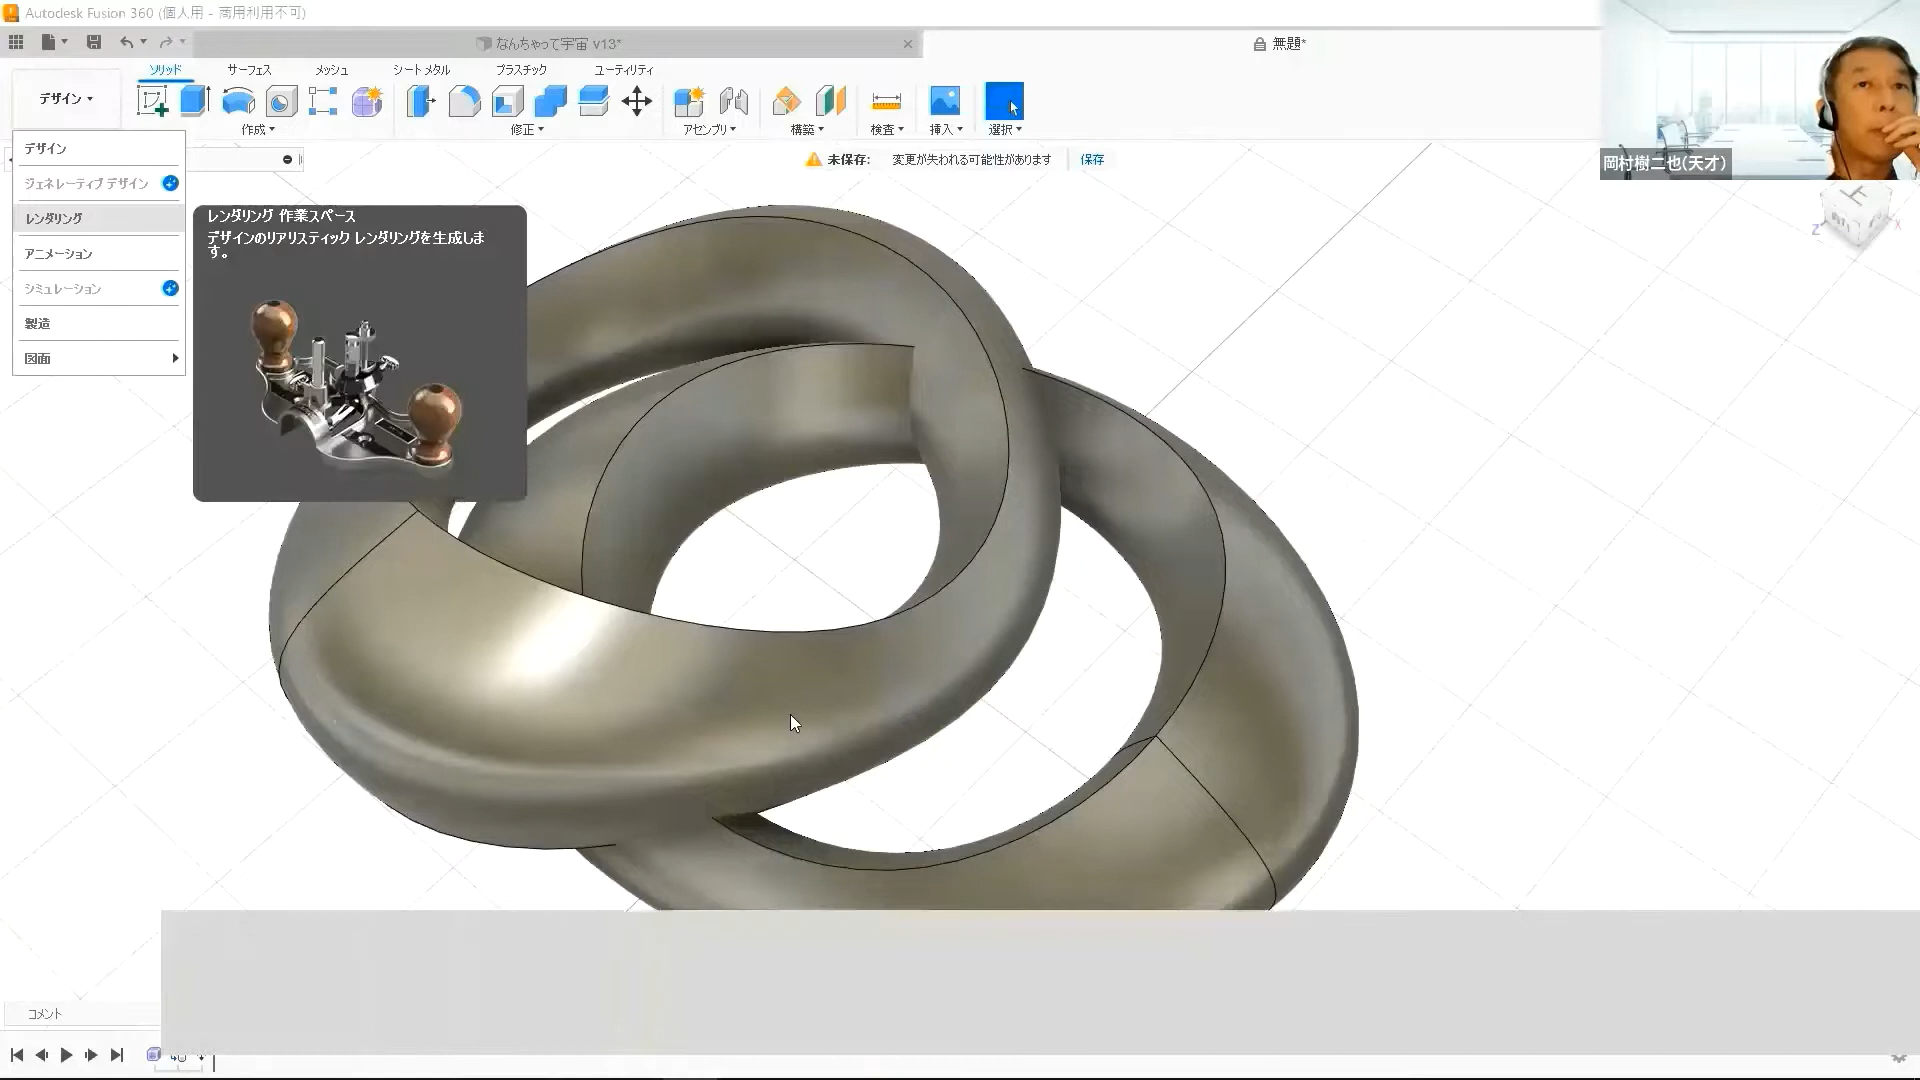 Autodesk Fusion 360 (個人用 - 商用利用不可)
なんちゃって宇宙 v13*
無題*
ソリッド
サーフェス
メッシュ
シート メタル
プラスチック
ユーティリティ
デザイン
作成
修正
アセンブリ
構築
検査
挿入
選択
デザイン
ジェネレーティブ デザイン
レンダリング
アニメーション
シミュレーション
製造
図面
未保存: 変更が失われる可能性があります 保存
レンダリング 作業スペース
デザインのリアリスティック レンダリングを生成しま
す。
岡村樹二也(天才)
Z
X
コメント